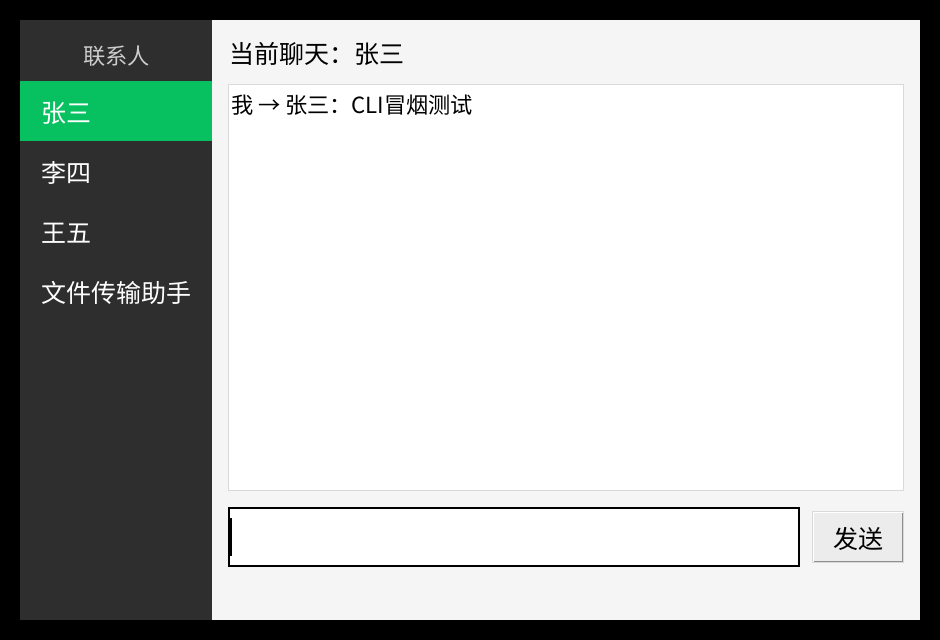 联系人
张三
李四
王五
文件传输助手
当前聊天：张三
我 → 张三：CLI冒烟测试
发送